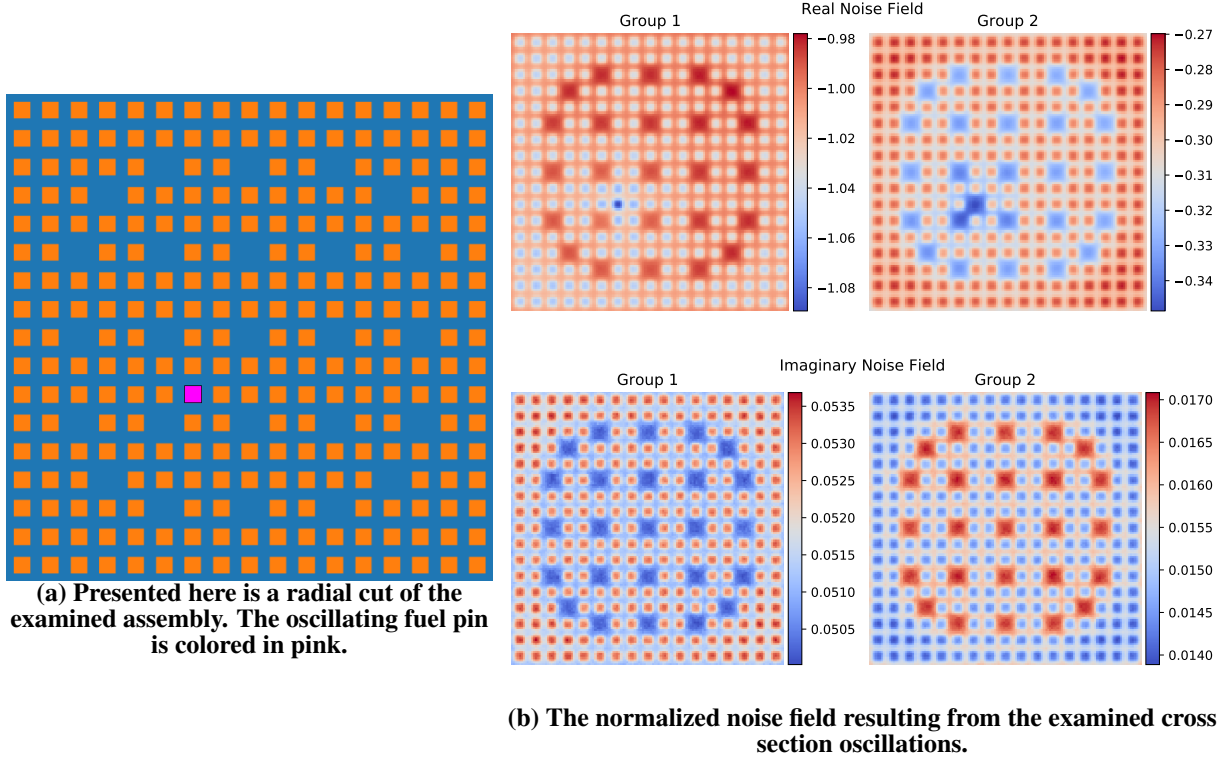 Real Noise Field
Group 1
Group 2
−0.98
−1.00
−1.02
−1.04
−1.06
−1.08
−0.27
−0.28
−0.29
−0.30
−0.31
−0.32
−0.33
−0.34
Imaginary Noise Field
Group 1
Group 2
0.0535
0.0530
0.0525
0.0520
0.0515
0.0510
0.0505
0.0170
0.0165
0.0160
0.0155
0.0150
0.0145
0.0140
(a) Presented here is a radial cut of the
examined assembly. The oscillating fuel pin
is colored in pink.
(b) The normalized noise field resulting from the examined cross
section oscillations.